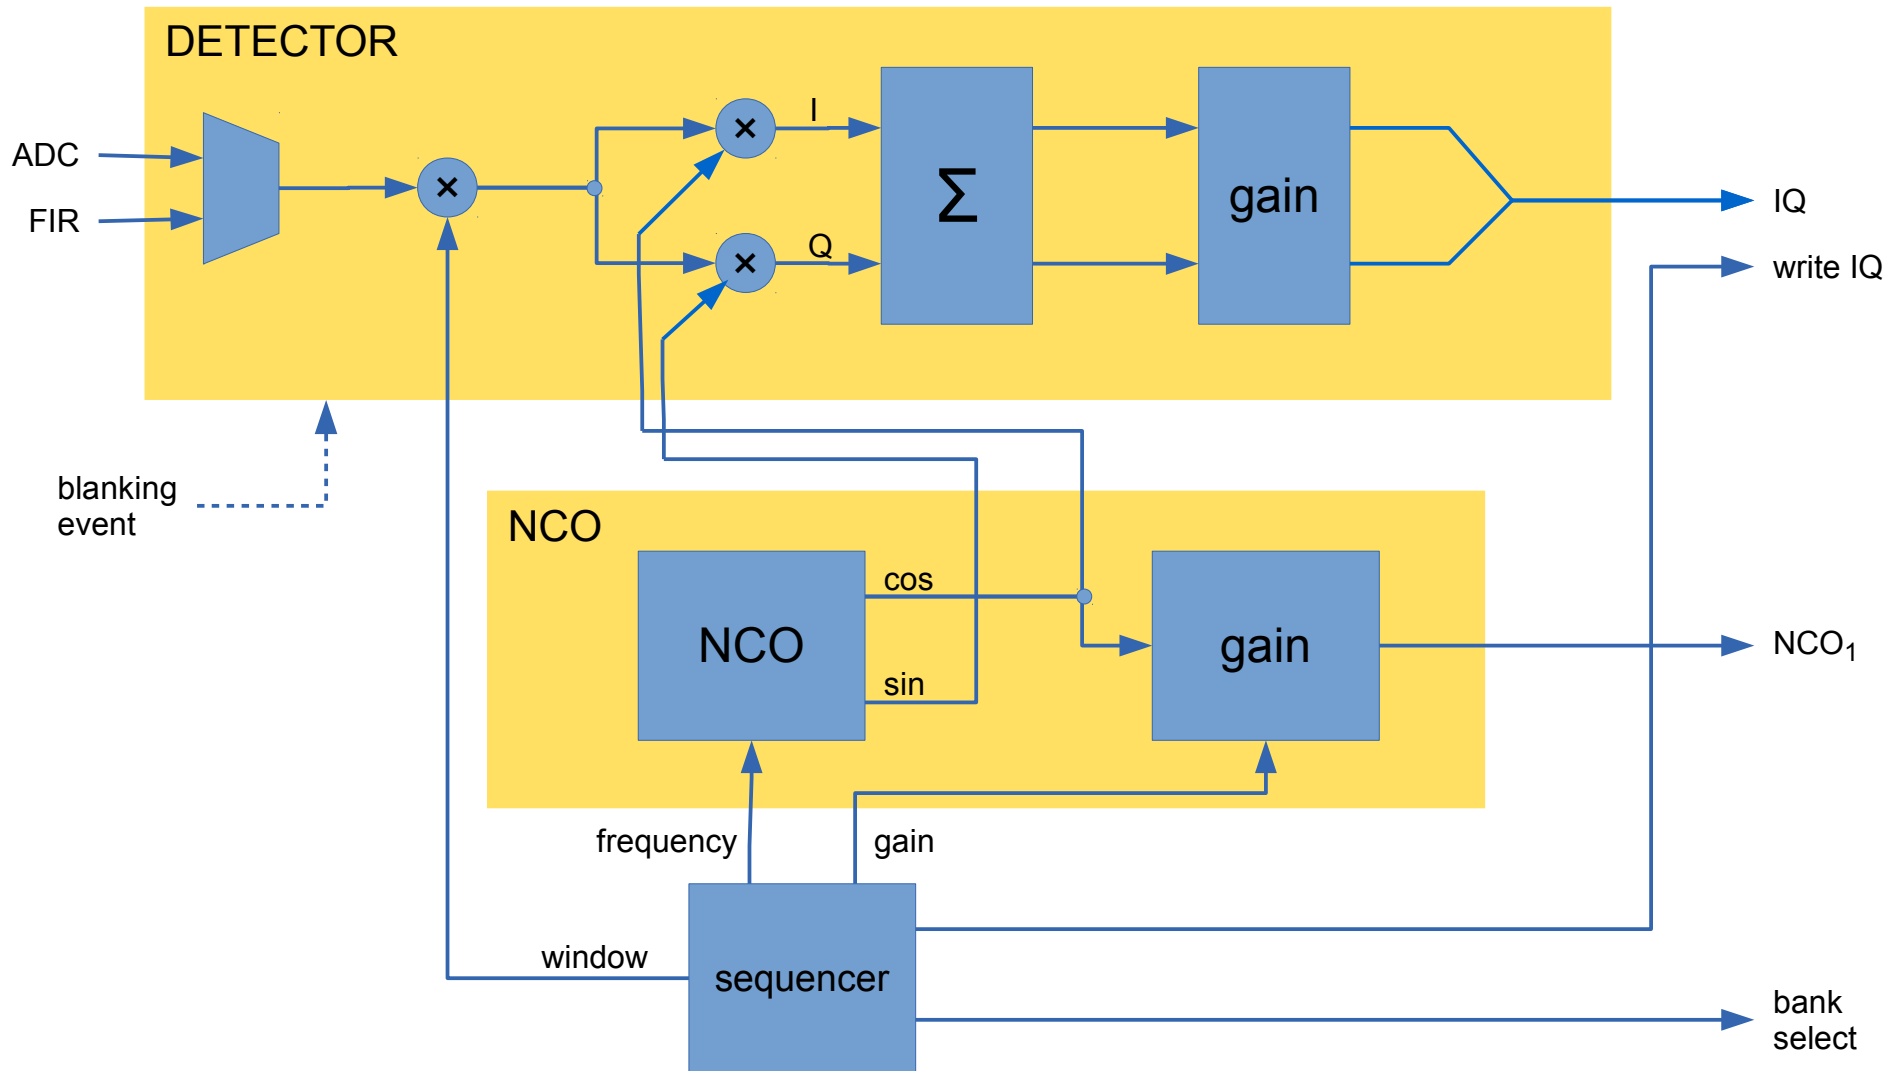 DETECTOR
ADC
FIR
×
×
I
×
Q
Σ
gain
IQ
write IQ
blanking
event
NCO
NCO
cos
sin
gain
NCO₁
frequency
gain
window
sequencer
bank
select